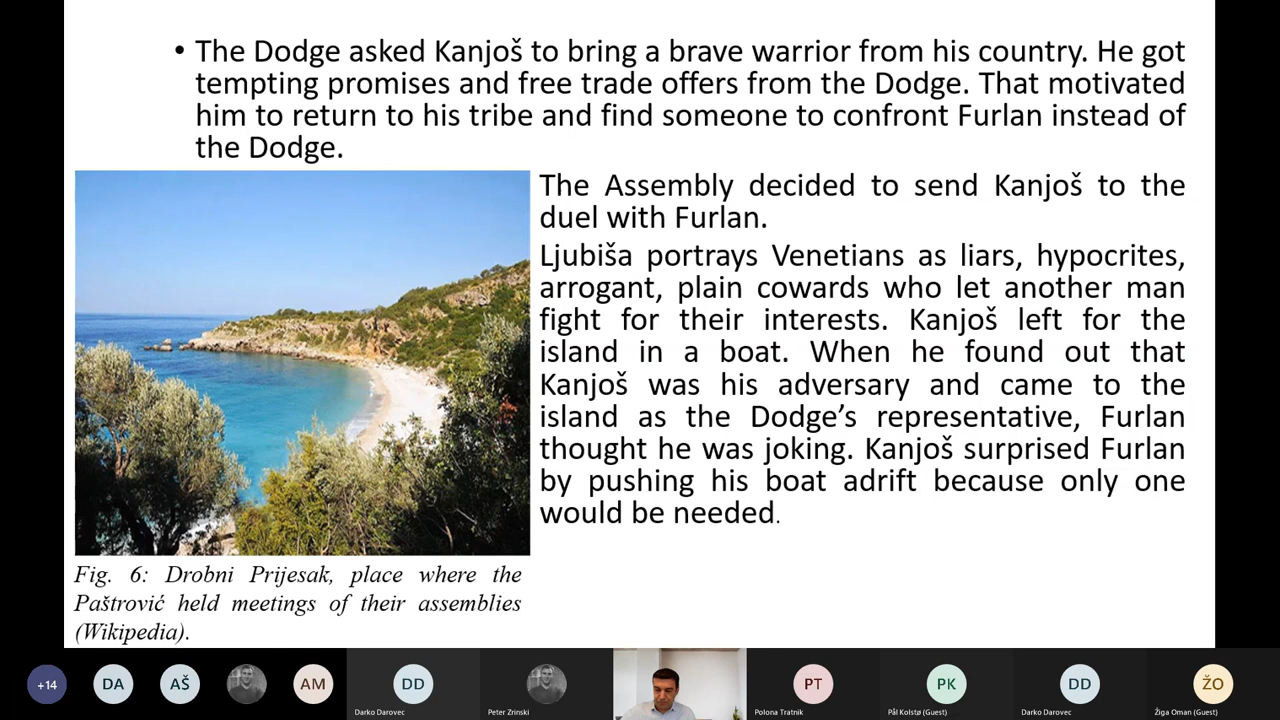 • The Dodge asked Kanjoš to bring a brave warrior from his country. He got
tempting promises and free trade offers from the Dodge. That motivated
him to return to his tribe and find someone to confront Furlan instead of
the Dodge.
The Assembly decided to send Kanjoš to the
duel with Furlan.
Ljubiša portrays Venetians as liars, hypocrites,
arrogant, plain cowards who let another man
fight for their interests. Kanjoš left for the
island in a boat. When he found out that
Kanjoš was his adversary and came to the
island as the Dodge’s representative, Furlan
thought he was joking. Kanjoš surprised Furlan
by pushing his boat adrift because only one
would be needed.
Fig. 6: Drobni Prijesak, place where the
Paštrović held meetings of their assemblies
(Wikipedia).
+14
DA
AŠ
AM
DD
Darko Darovec
Peter Zrinski
PT
Polona Tratnik
PK
Pål Kolstø (Guest)
DD
Darko Darovec
ŽO
Žiga Oman (Guest)